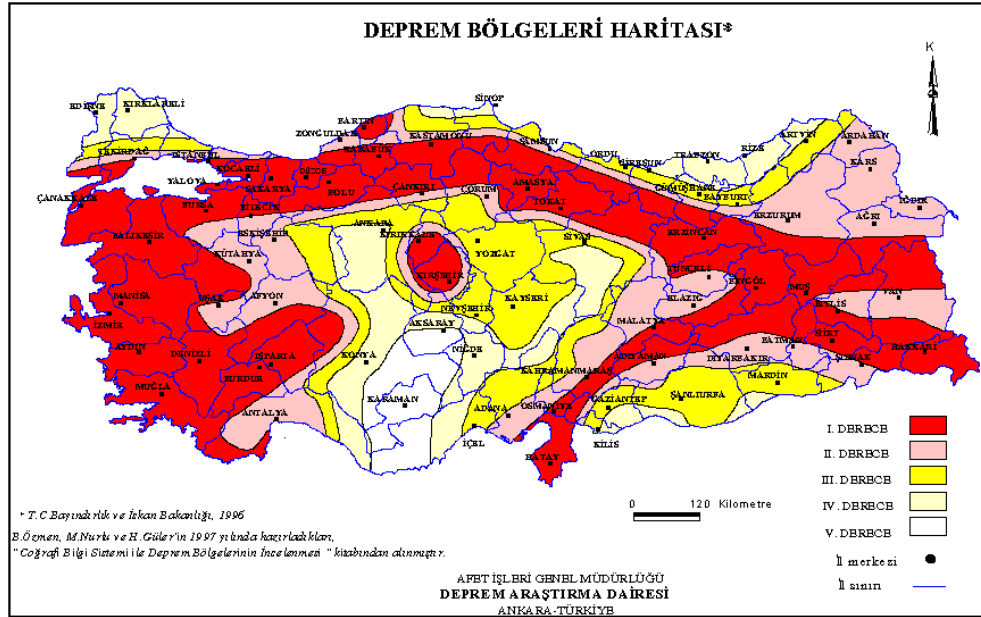 DEPREM BÖLGELERİ HARİTASI*
K
SİNOP
EDİRNE
KIRKLARELİ
BARTIN
ZONGULDAK
KASTAMONU
KARABÜK
SAMSUN
ORDU
GİRESUN
TRABZON
RİZE
ARTVİN
ARDAHAN
KARS
TEKİRDAĞ
İSTANBUL
KOCAELİ
YALOVA
SAKARYA
DÜZCE
BOLU
ÇANKIRI
ÇORUM
AMASYA
TOKAT
GÜMÜŞHANE
BAYBURT
ERZURUM
AĞRI
IĞDIR
ÇANAKKALE
BURSA
BİLECİK
BALIKESİR
ESKİŞEHİR
KÜTAHYA
ANKARA
KIRIKKALE
YOZGAT
SİVAS
ERZİNCAN
KIRŞEHİR
TUNCELİ
BİNGÖL
MUŞ
VAN
BİTLİS
ELAZIĞ
MANİSA
UŞAK
AFYON
NEVŞEHİR
KAYSERİ
AKSARAY
MALATYA
İZMİR
AYDIN
DENİZLİ
ISPARTA
BURDUR
KONYA
NİĞDE
KAHRAMANMARAŞ
ADIYAMAN
DİYARBAKIR
BATMAN
SİİRT
ŞIRNAK
HAKKARİ
MUĞLA
ANTALYA
KARAMAN
ADANA
OSMANİYE
GAZİANTEP
ŞANLIURFA
MARDİN
İÇEL
KİLİS
HATAY
I. DERECE
II. DERECE
III. DERECE
IV. DERECE
V. DERECE
İl merkezi
İl sınırı
0 120 Kilometre
* T.C Bayındırlık ve İskan Bakanlığı, 1996
B.Özmen, M.Nurlu ve H.Güler'in 1997 yılında hazırladıkları,
" Coğrafi Bilgi Sistemi ile Deprem Bölgelerinin İncelenmesi " kitabından alınmıştır.
AFET İŞLERİ GENEL MÜDÜRLÜĞÜ
DEPREM ARAŞTIRMA DAİRESİ
ANKARA-TÜRKİYE